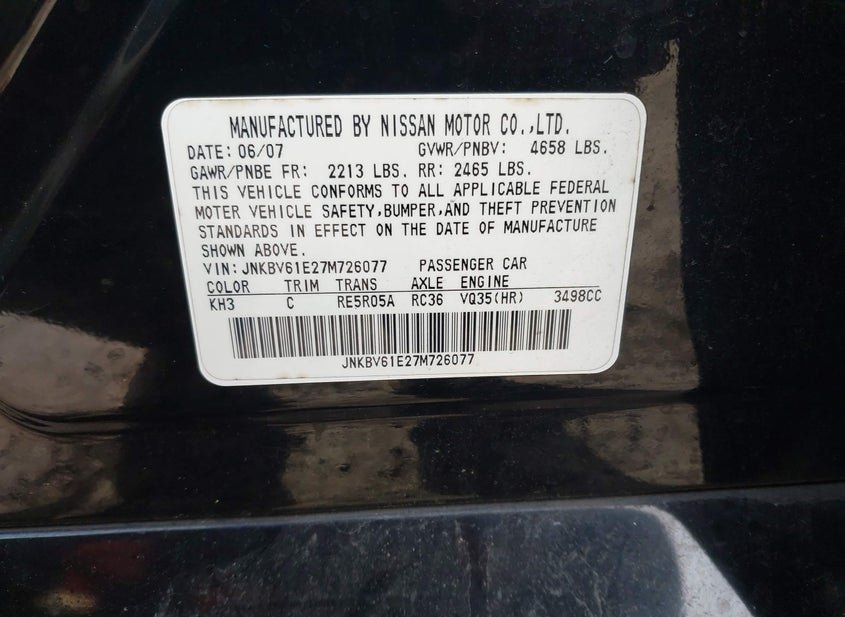 MANUFACTURED BY NISSAN MOTOR CO.,LTD.
DATE: 06/07 GVWR/PNBV: 4658 LBS.
GAWR/PNBE FR: 2213 LBS. RR: 2465 LBS.
THIS VEHICLE CONFORMS TO ALL APPLICABLE FEDERAL
MOTER VEHICLE SAFETY,BUMPER,AND THEFT PREVENTION
STANDARDS IN EFFECT ON THE DATE OF MANUFACTURE
SHOWN ABOVE.
VIN:JNKBV61E27M726077 PASSENGER CAR
COLOR TRIM TRANS AXLE ENGINE
KH3 C RE5R05A RC36 VQ35(HR) 3498CC
JNKBV61E27M726077